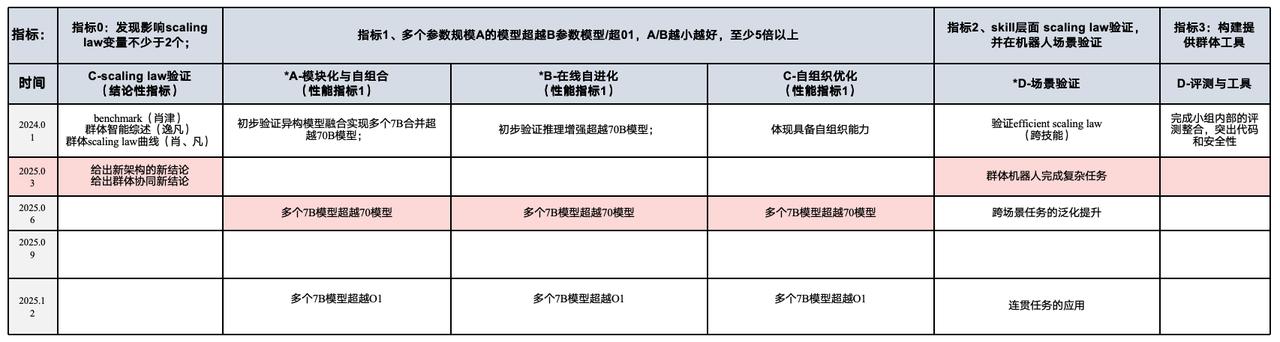 指标：
指标0：发现影响scaling
law变量不少于2个；
指标1、多个参数规模A的模型超越B参数模型/超01，A/B越小越好，至少5倍以上
指标2、skill层面 scaling law验证，
并在机器人场景验证
指标3：构建提
供群体工具
时间
C-scaling law验证
（结论性指标）
*A-模块化与自组合
（性能指标1）
*B-在线自进化
（性能指标1）
C-自组织优化
（性能指标1）
*D-场景验证
D-评测与工具
2024.0
1
benchmark（肖津）
群体智能综述（逸凡）
群体scaling law曲线（肖、凡）
初步验证异构模型融合实现多个7B合并超
越70B模型；
初步验证推理增强超越70B模型；
体现具备自组织能力
验证efficient scaling law
（跨技能）
完成小组内部的评
测整合，突出代码
和安全性
2025.0
3
给出新架构的新结论
给出群体协同新结论
群体机器人完成复杂任务
2025.0
6
多个7B模型超越70模型
多个7B模型超越70模型
多个7B模型超越70模型
跨场景任务的泛化提升
2025.0
9
2025.1
2
多个7B模型超越O1
多个7B模型超越O1
多个7B模型超越O1
连贯任务的应用